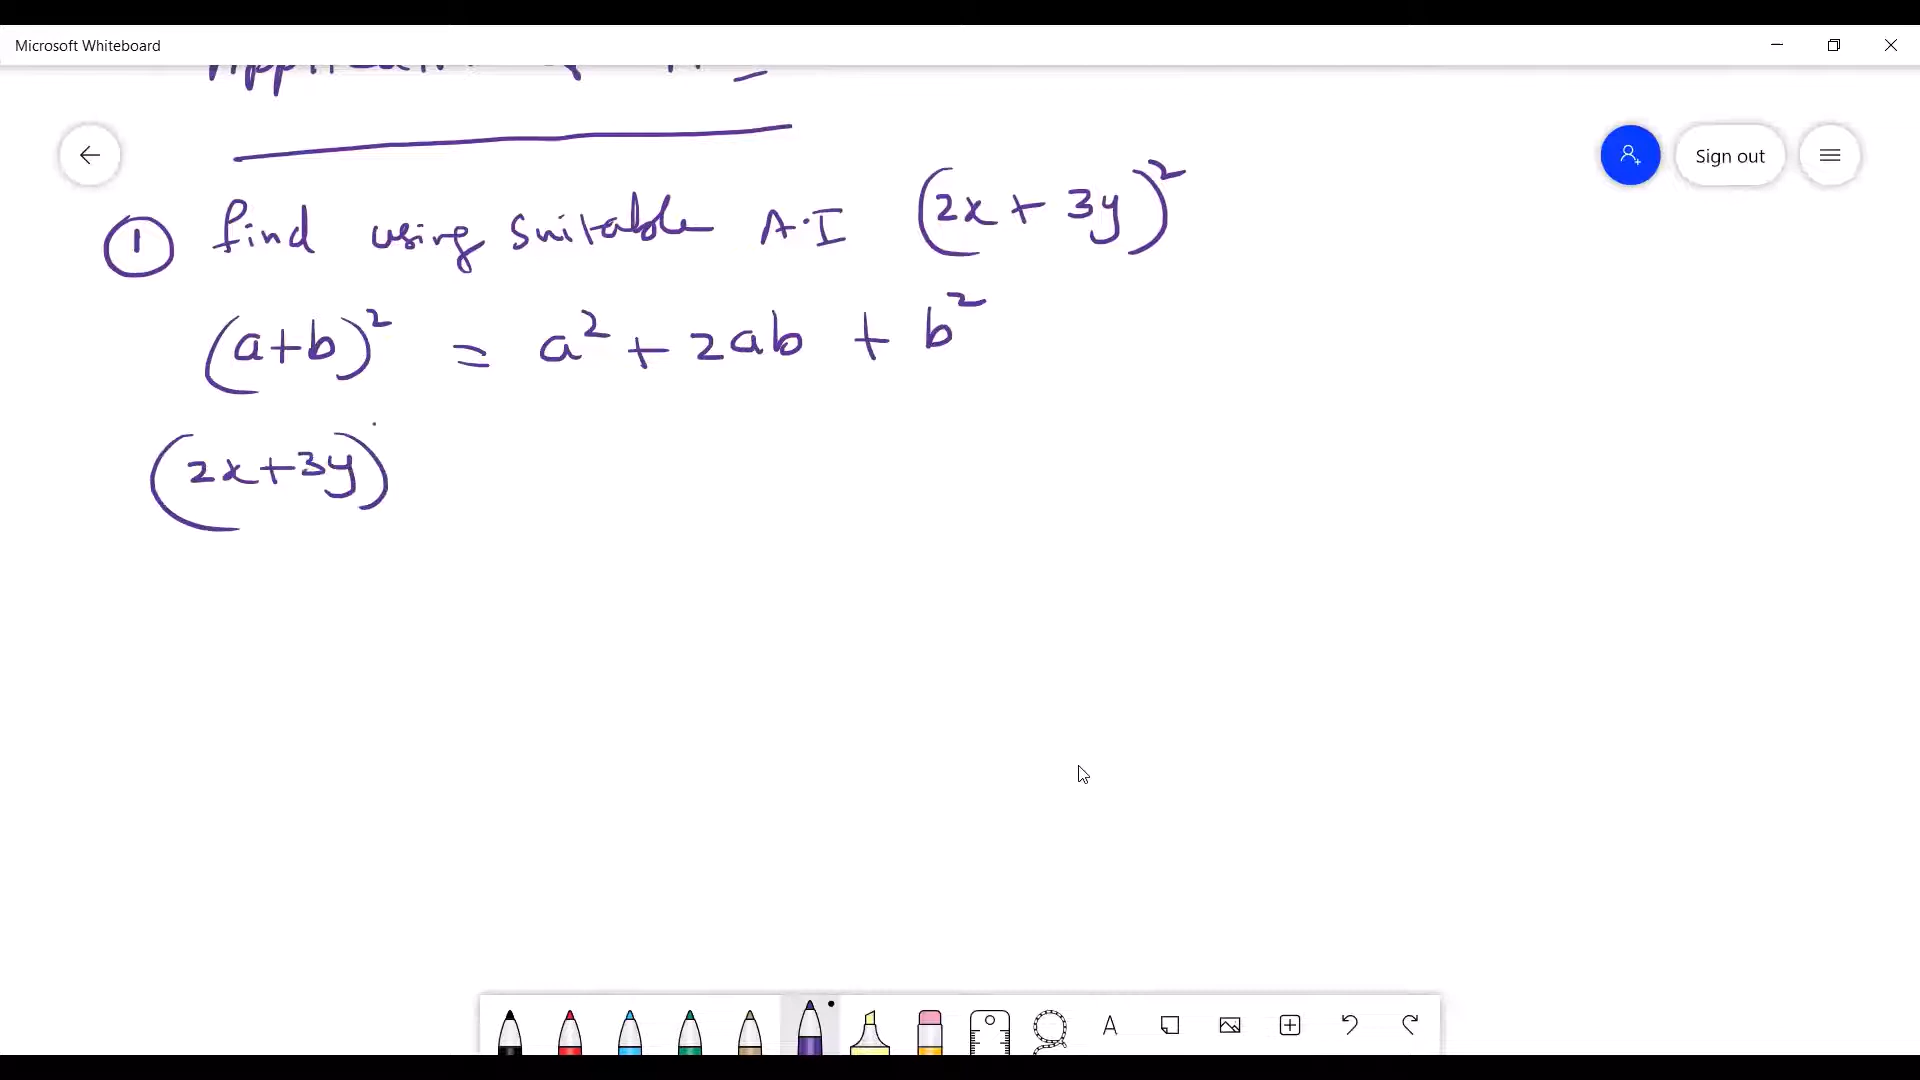 Microsoft Whiteboard
Sign out
① find using suitable A.I (2x + 3y)²
(a+b)² = a² + 2ab + b²
(2x+3y)